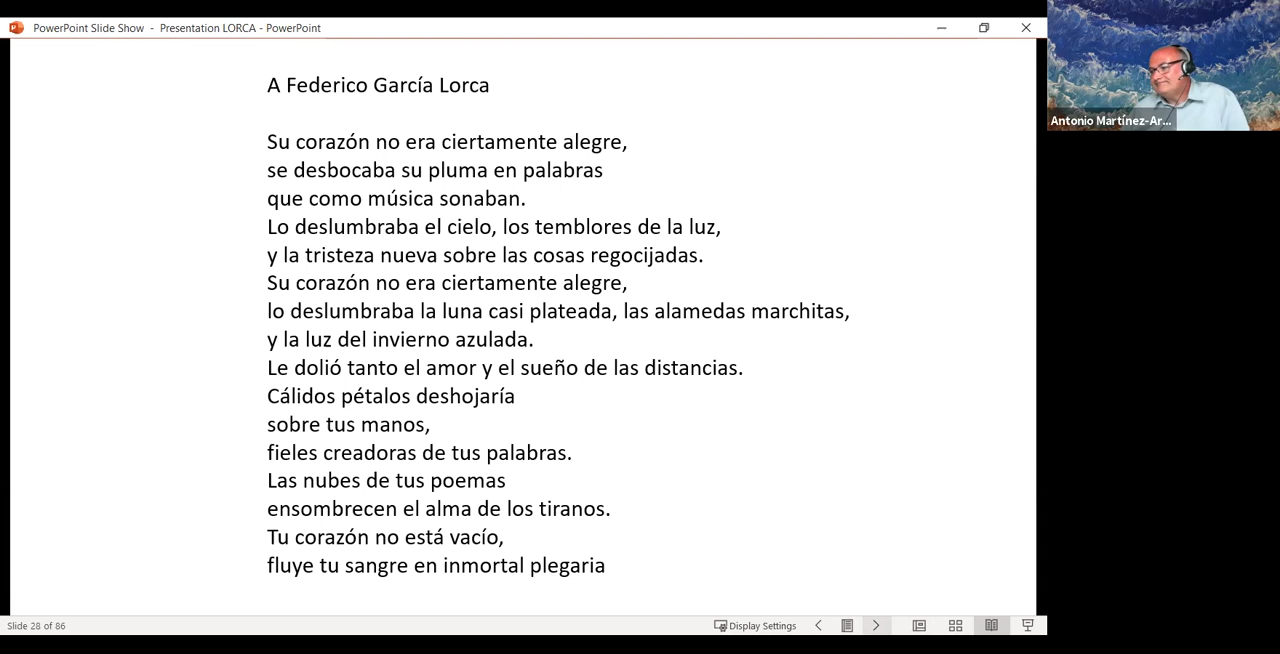 PowerPoint Slide Show - Presentation LORCA - PowerPoint
A Federico García Lorca
Su corazón no era ciertamente alegre,
se desbocaba su pluma en palabras
que como música sonaban.
Lo deslumbraba el cielo, los temblores de la luz,
y la tristeza nueva sobre las cosas regocijadas.
Su corazón no era ciertamente alegre,
lo deslumbraba la luna casi plateada, las alamedas marchitas,
y la luz del invierno azulada.
Le dolió tanto el amor y el sueño de las distancias.
Cálidos pétalos deshojaría
sobre tus manos,
fieles creadoras de tus palabras.
Las nubes de tus poemas
ensombrecen el alma de los tiranos.
Tu corazón no está vacío,
fluye tu sangre en inmortal plegaria
Antonio Martínez-Ar...
Slide 28 of 86
Display Settings